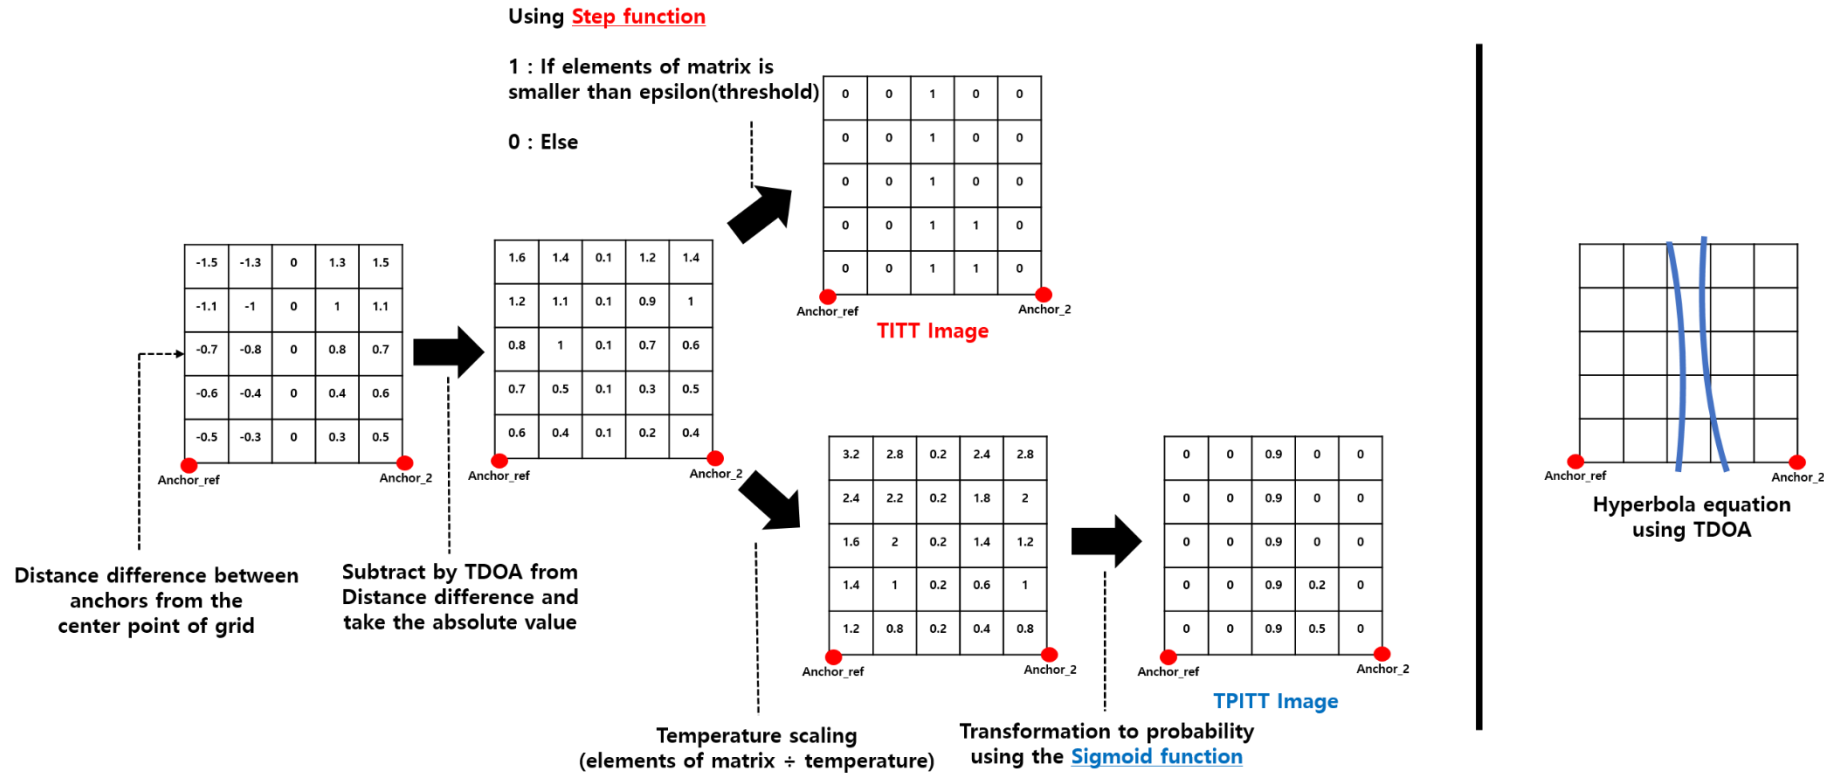 Using Step function
1 : If elements of matrix is
smaller than epsilon(threshold)
0 : Else
0 0 1 0 0
0 0 1 0 0
0 0 1 0 0
0 0 1 1 0
0 0 1 1 0
Anchor_ref Anchor_2
TITT Image
-1.5 -1.3 0 1.3 1.5
-1.1 -1 0 1 1.1
-0.7 -0.8 0 0.8 0.7
-0.6 -0.4 0 0.4 0.6
-0.5 -0.3 0 0.3 0.5
Anchor_ref Anchor_2
Distance difference between
anchors from the
center point of grid
1.6 1.4 0.1 1.2 1.4
1.2 1.1 0.1 0.9 1
0.8 1 0.1 0.7 0.6
0.7 0.5 0.1 0.3 0.5
0.6 0.4 0.1 0.2 0.4
Anchor_ref Anchor_2
Subtract by TDOA from
Distance difference and
take the absolute value
3.2 2.8 0.2 2.4 2.8
2.4 2.2 0.2 1.8 2
1.6 2 0.2 1.4 1.2
1.4 1 0.2 0.6 1
1.2 0.8 0.2 0.4 0.8
Anchor_ref Anchor_2
Temperature scaling
(elements of matrix ÷ temperature)
0 0 0.9 0 0
0 0 0.9 0 0
0 0 0.9 0 0
0 0 0.9 0.2 0
0 0 0.9 0.5 0
Anchor_ref Anchor_2
TPITT Image
Transformation to probability
using the Sigmoid function
Anchor_ref Anchor_2
Hyperbola equation
using TDOA